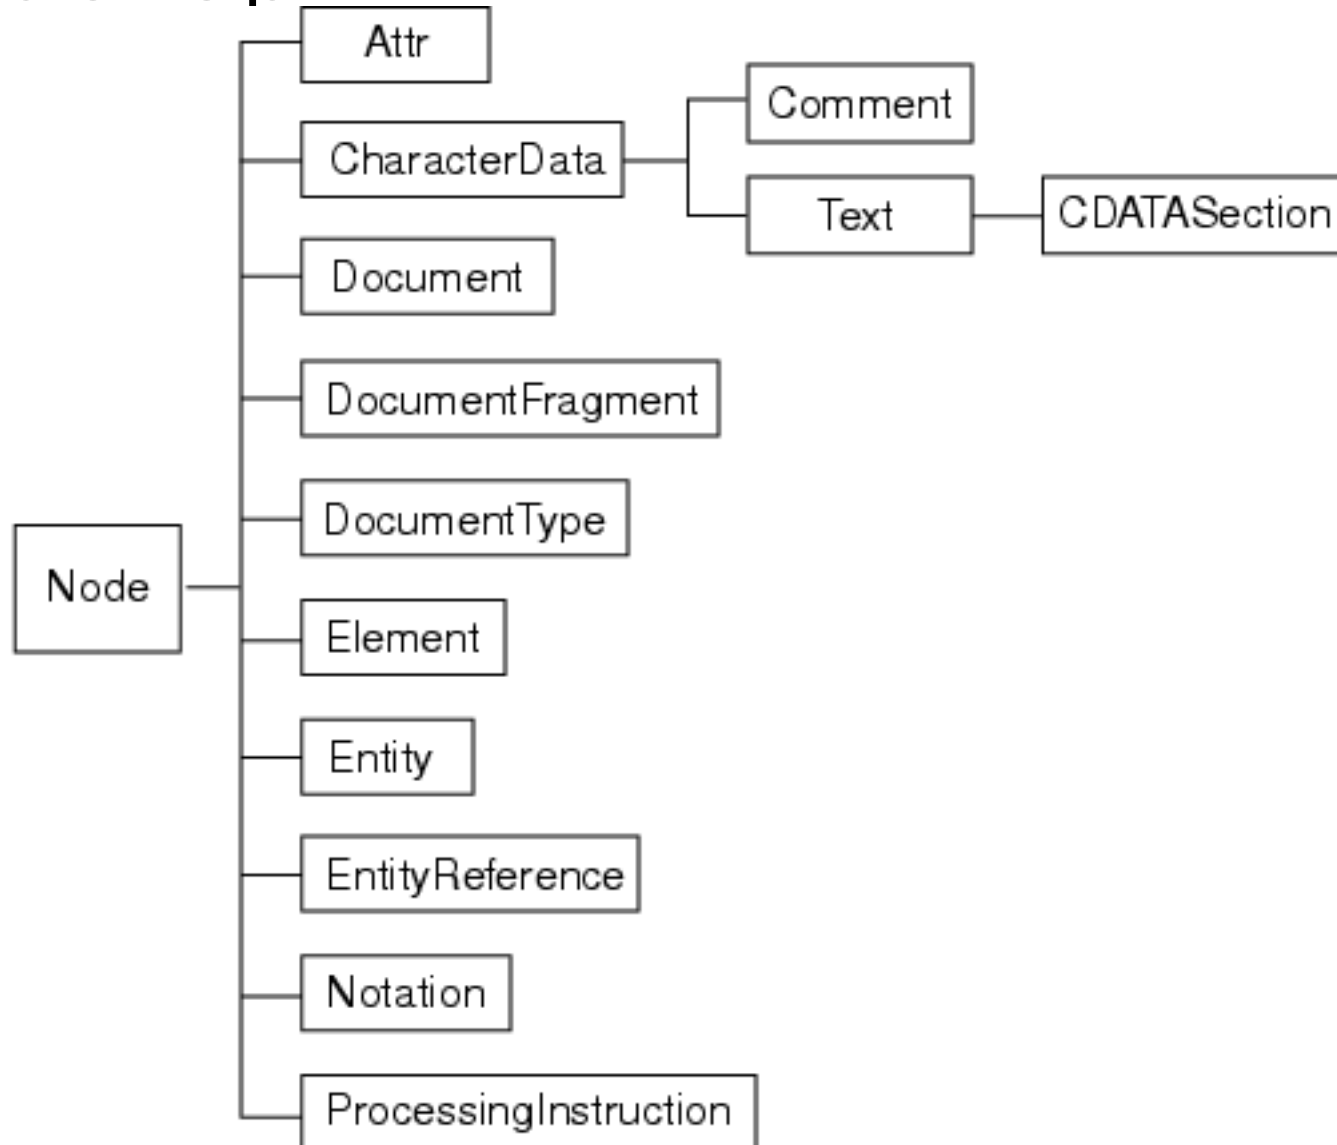 Attr
Comment
CharacterData
Text
CDATASection
Document
DocumentFragment
DocumentType
Node
Element
Entity
EntityReference
Notation
ProcessingInstruction